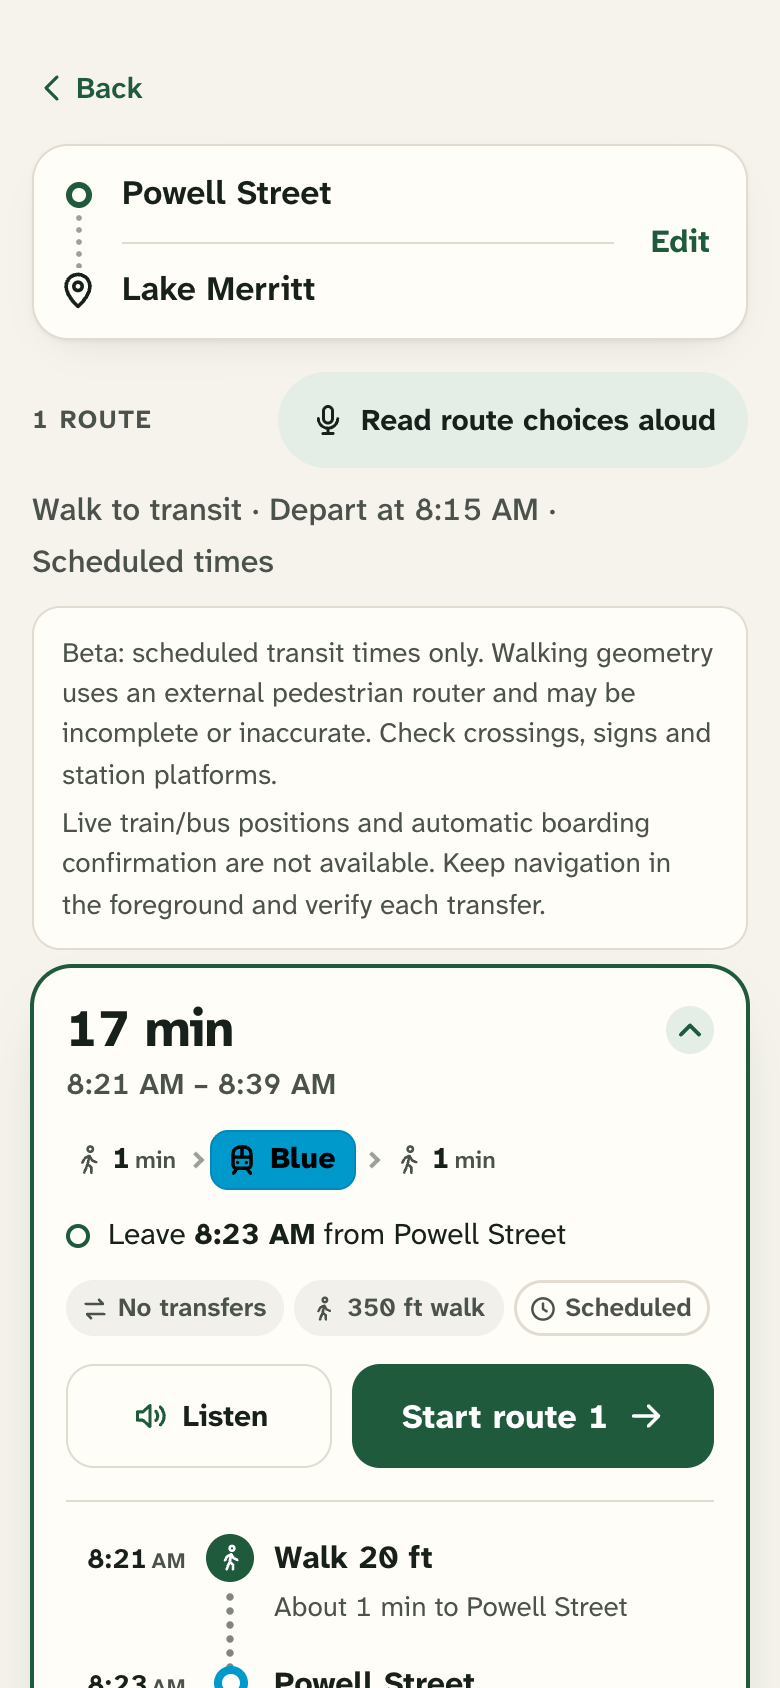 Back
Powell Street
Edit
Lake Merritt
1 ROUTE
Read route choices aloud
Walk to transit · Depart at 8:15 AM ·
Scheduled times
Beta: scheduled transit times only. Walking geometry
uses an external pedestrian router and may be
incomplete or inaccurate. Check crossings, signs and
station platforms.
Live train/bus positions and automatic boarding
confirmation are not available. Keep navigation in
the foreground and verify each transfer.
17 min
8:21 AM – 8:39 AM
1 min > Blue > 1 min
Leave 8:23 AM from Powell Street
No transfers 350 ft walk Scheduled
Listen Start route 1 →
8:21 AM Walk 20 ft
About 1 min to Powell Street
8:23 AM Powell Street